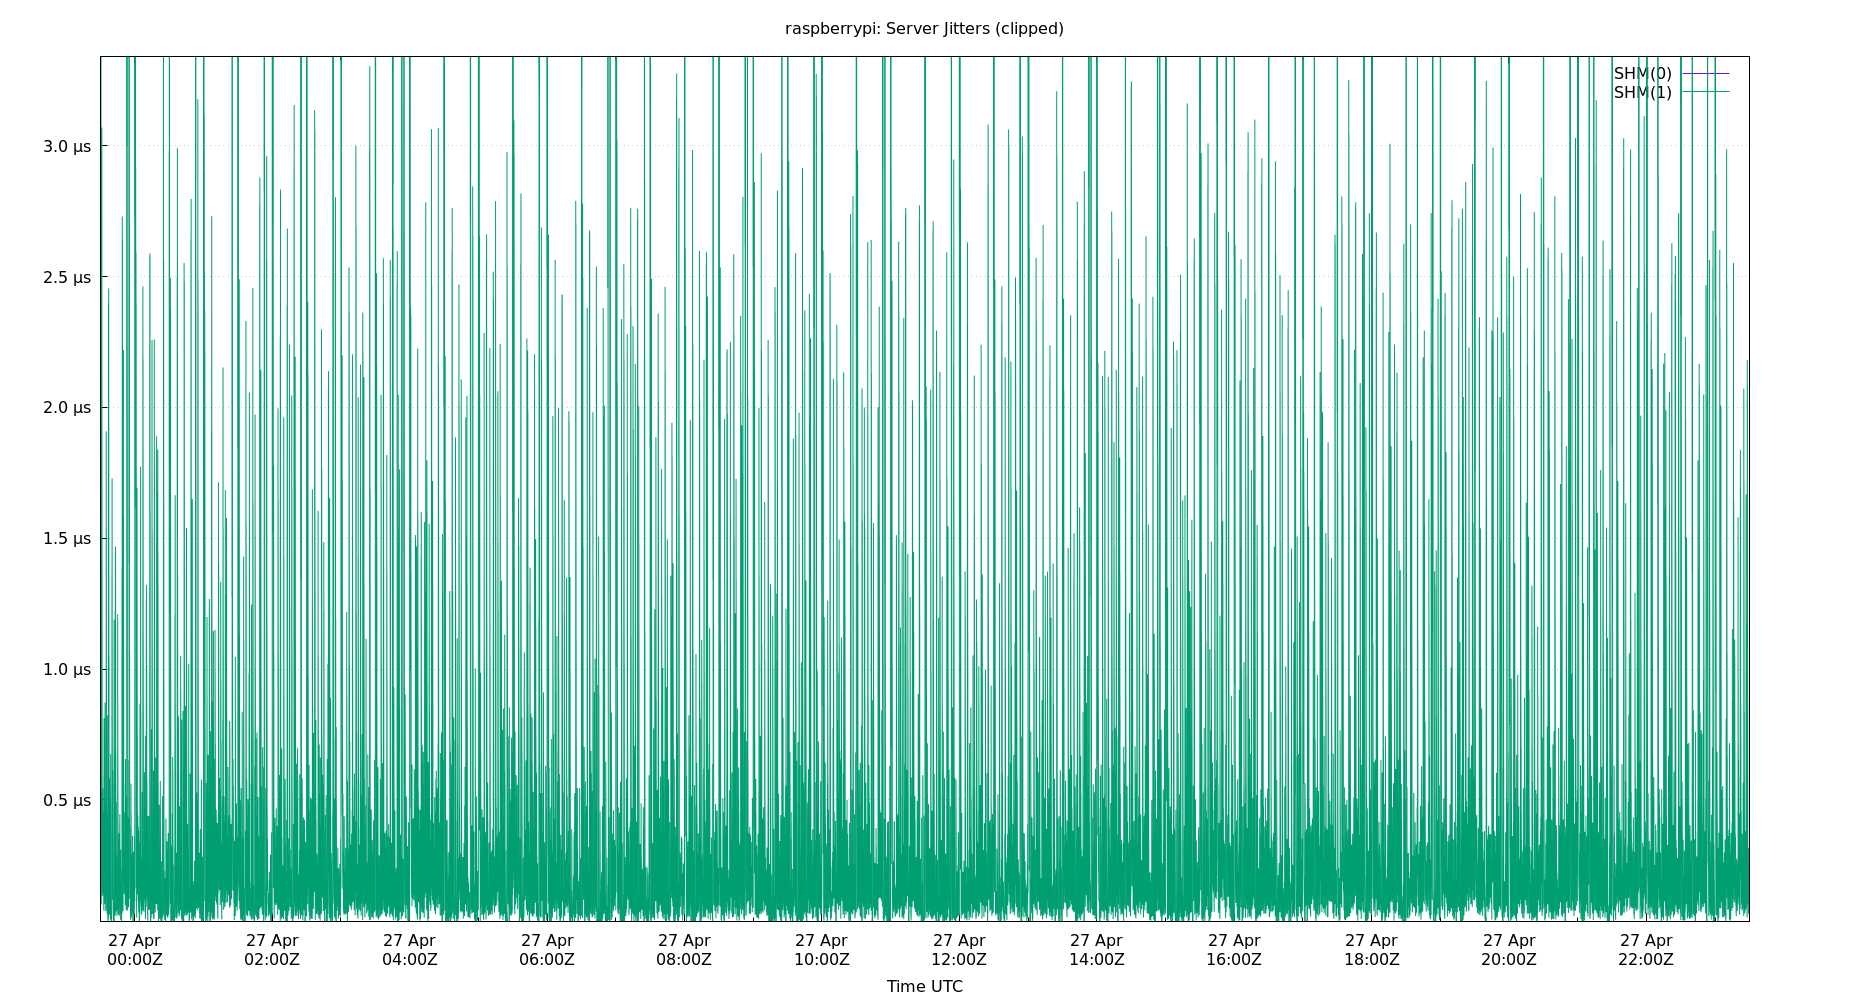 raspberrypi: Server Jitters (clipped)
SHM(0)
SHM(1)
3.0 µs
2.5 µs
2.0 µs
1.5 µs
1.0 µs
0.5 µs
27 Apr 27 Apr 27 Apr 27 Apr 27 Apr 27 Apr 27 Apr 27 Apr 27 Apr 27 Apr 27 Apr 27 Apr
00:00Z 02:00Z 04:00Z 06:00Z 08:00Z 10:00Z 12:00Z 14:00Z 16:00Z 18:00Z 20:00Z 22:00Z
Time UTC